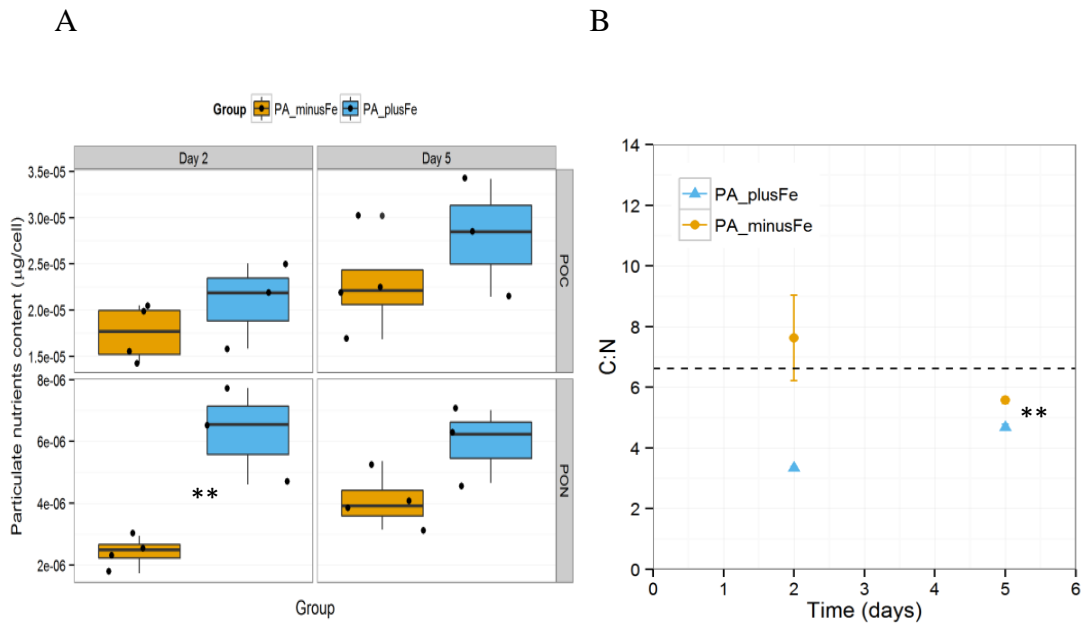 A
B
Group PA_minusFe PA_plusFe
Day 2
Day 5
Particulate nutrients content (µg/cell)
3.5e-05
3.0e-05
2.5e-05
2.0e-05
1.5e-05
POC
8e-06
6e-06
4e-06
2e-06
**
PON
Group
C:N
14
12
10
8
6
4
2
0
PA_plusFe
PA_minusFe
**
0 1 2 3 4 5 6
Time (days)